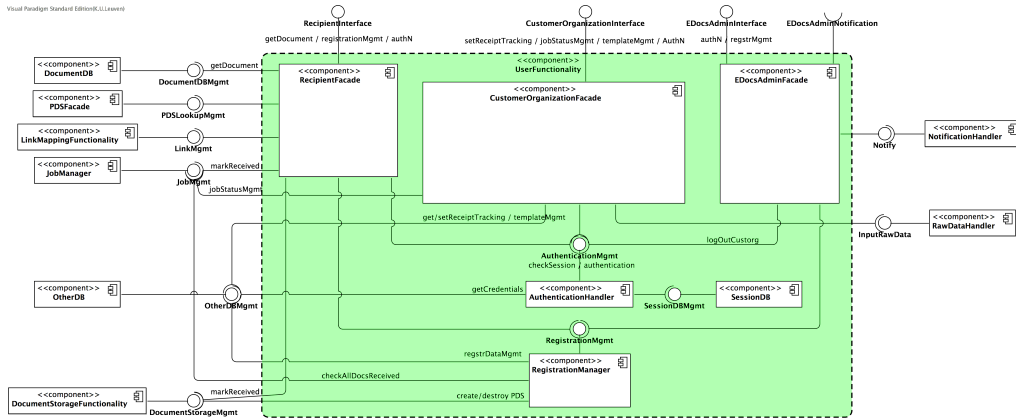 Visual Paradigm Standard Edition(K.U.Leuven)
RecipientInterface
CustomerOrganizationInterface
EDocsAdminInterface
EDocsAdminNotification
getDocument / registrationMgmt / authN
setReceiptTracking / jobStatusMgmt / templateMgmt / AuthN
authN / regstrMgmt
<<component>>
UserFunctionality
<<component>>
DocumentDB
getDocument
DocumentDBMgmt
<<component>>
RecipientFacade
<<component>>
CustomerOrganizationFacade
<<component>>
EDocsAdminFacade
<<component>>
PDSFacade
PDSLookupMgmt
<<component>>
LinkMappingFunctionality
LinkMgmt
Notify
<<component>>
NotificationHandler
<<component>>
JobManager
markReceived
JobMgmt
jobStatusMgmt
get/setReceiptTracking / templateMgmt
InputRawData
<<component>>
RawDataHandler
logOutCustorg
AuthenticationMgmt
checkSession / authentication
<<component>>
OtherDB
OtherDBMgmt
getCredentials
<<component>>
AuthenticationHandler
SessionDBMgmt
<<component>>
SessionDB
RegistrationMgmt
regstrDataMgmt
<<component>>
RegistrationManager
checkAllDocsReceived
<<component>>
DocumentStorageFunctionality
markReceived
DocumentStorageMgmt
create/destroy PDS